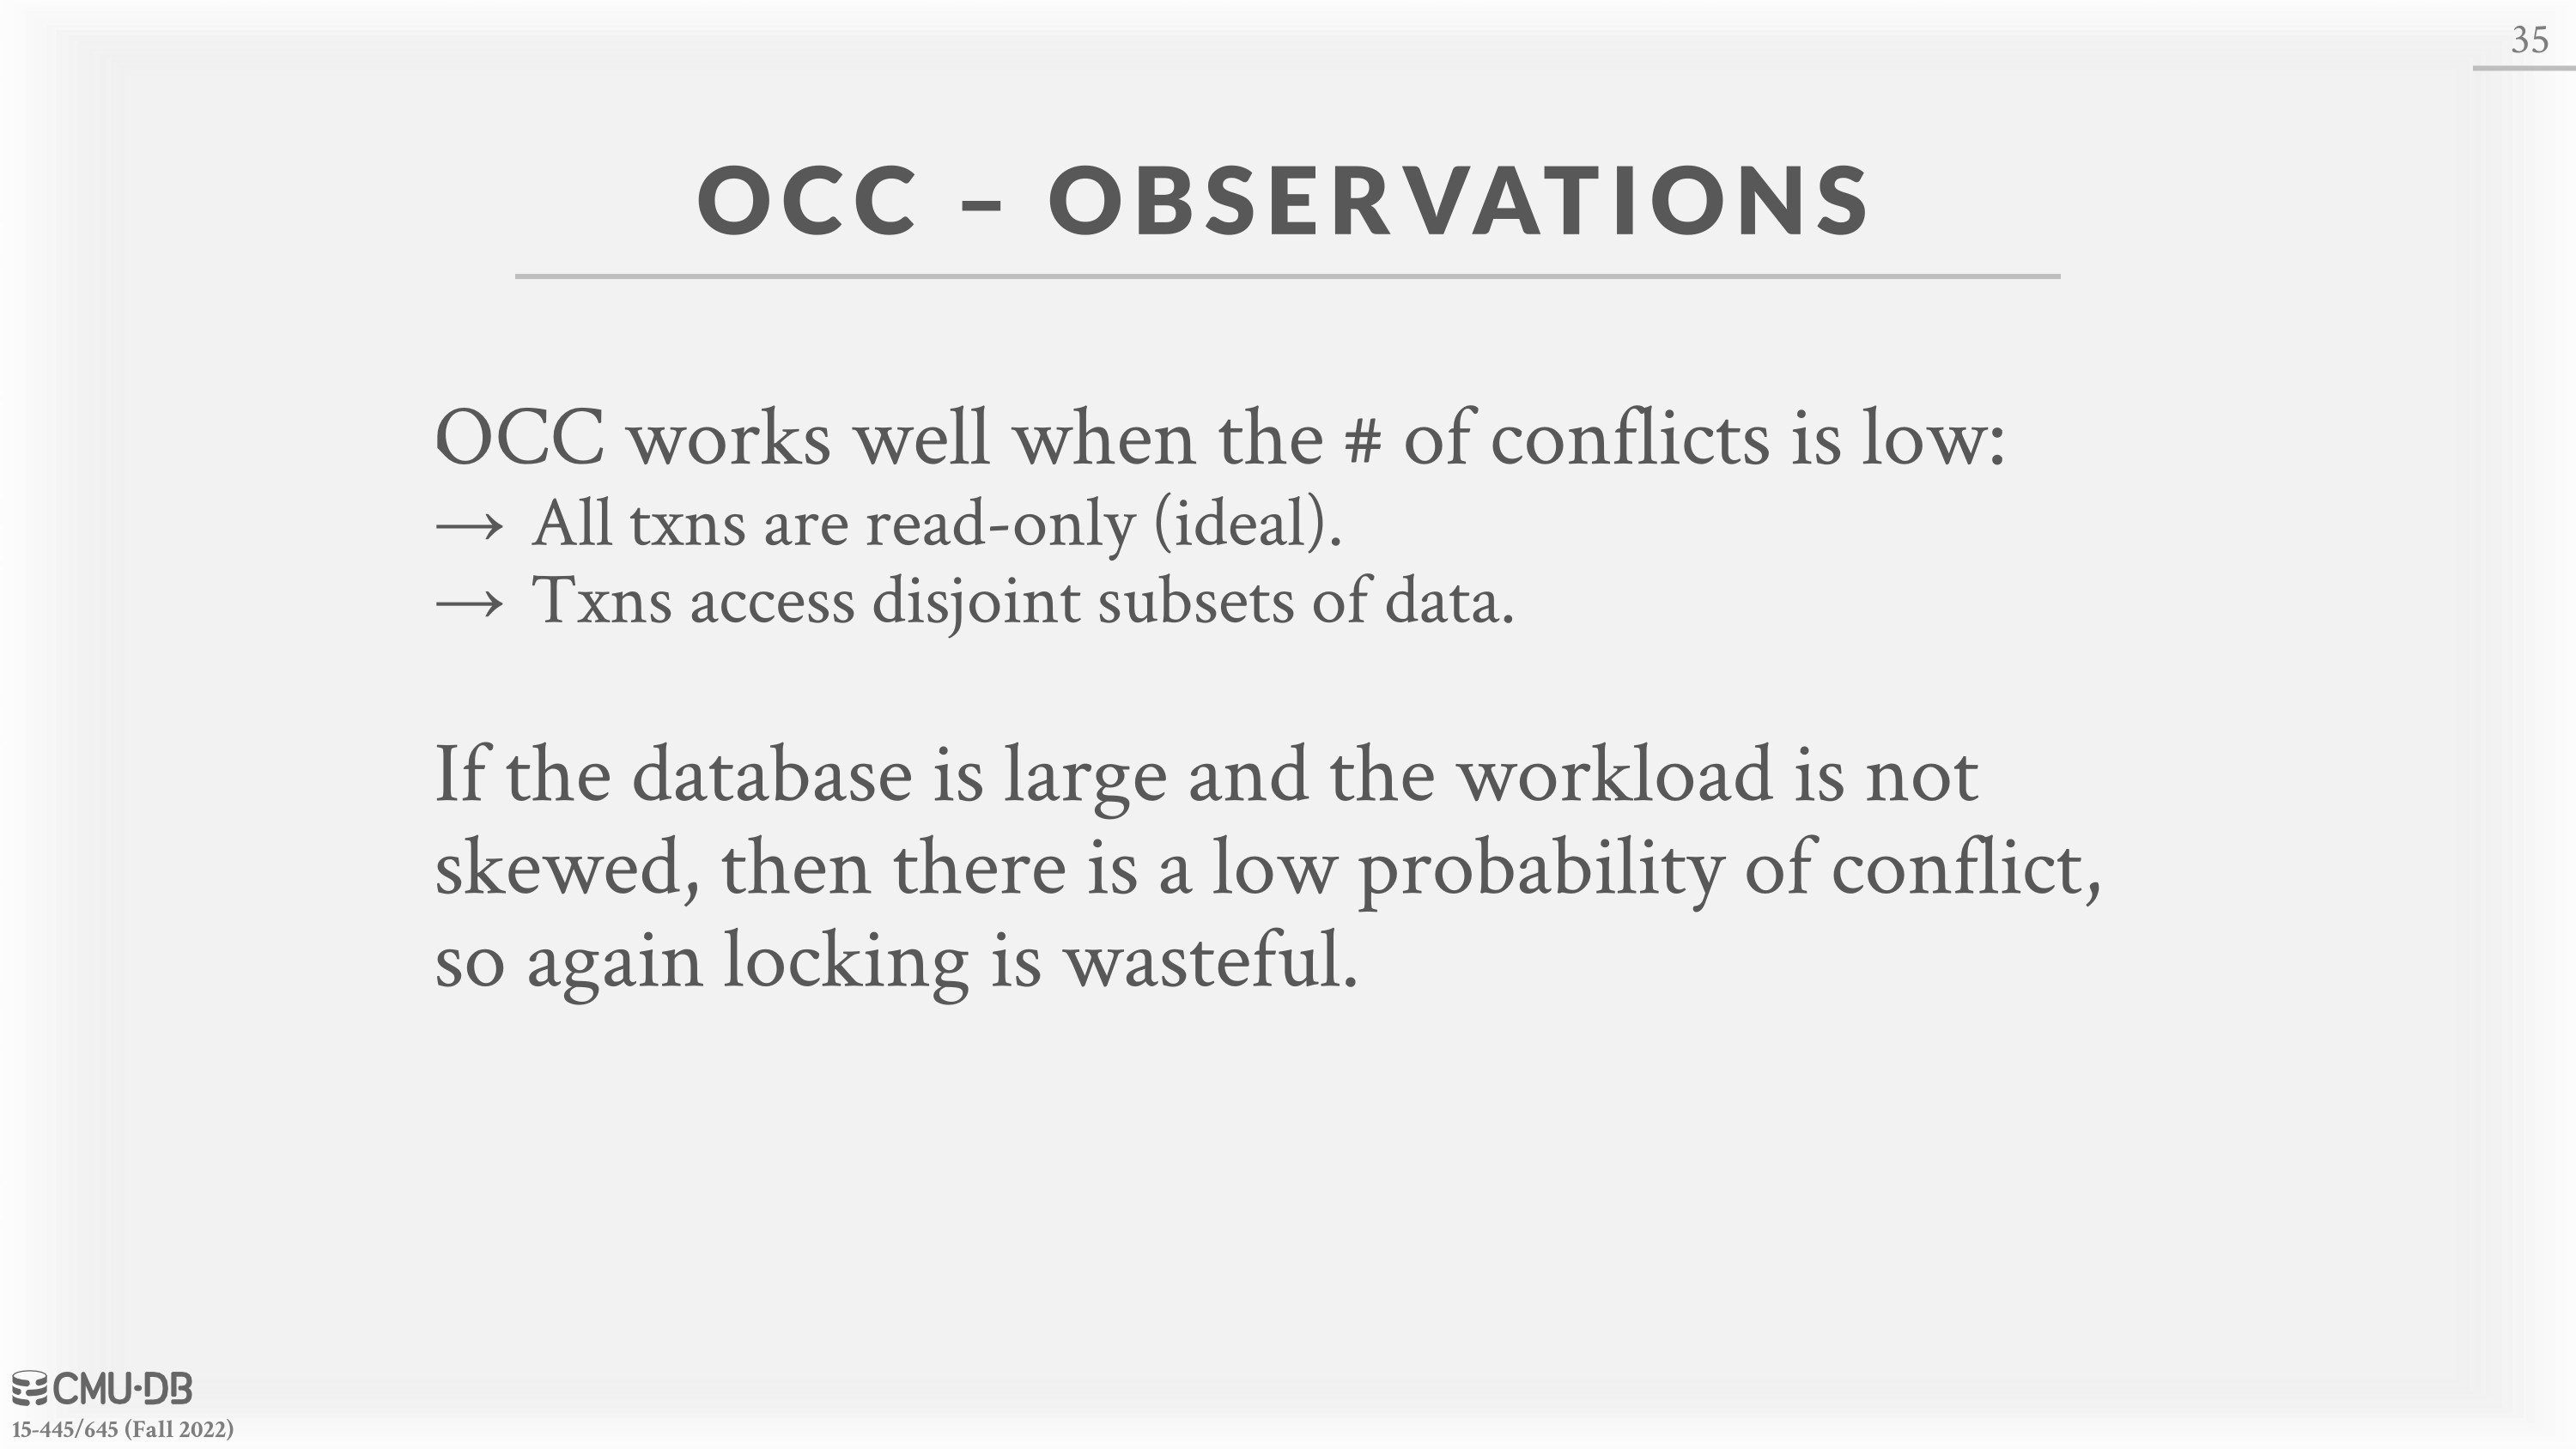 35
OCC – OBSERVATIONS
OCC works well when the # of conflicts is low:
→ All txns are read-only (ideal).
→ Txns access disjoint subsets of data.
If the database is large and the workload is not
skewed, then there is a low probability of conflict,
so again locking is wasteful.
CMU·DB
15-445/645 (Fall 2022)